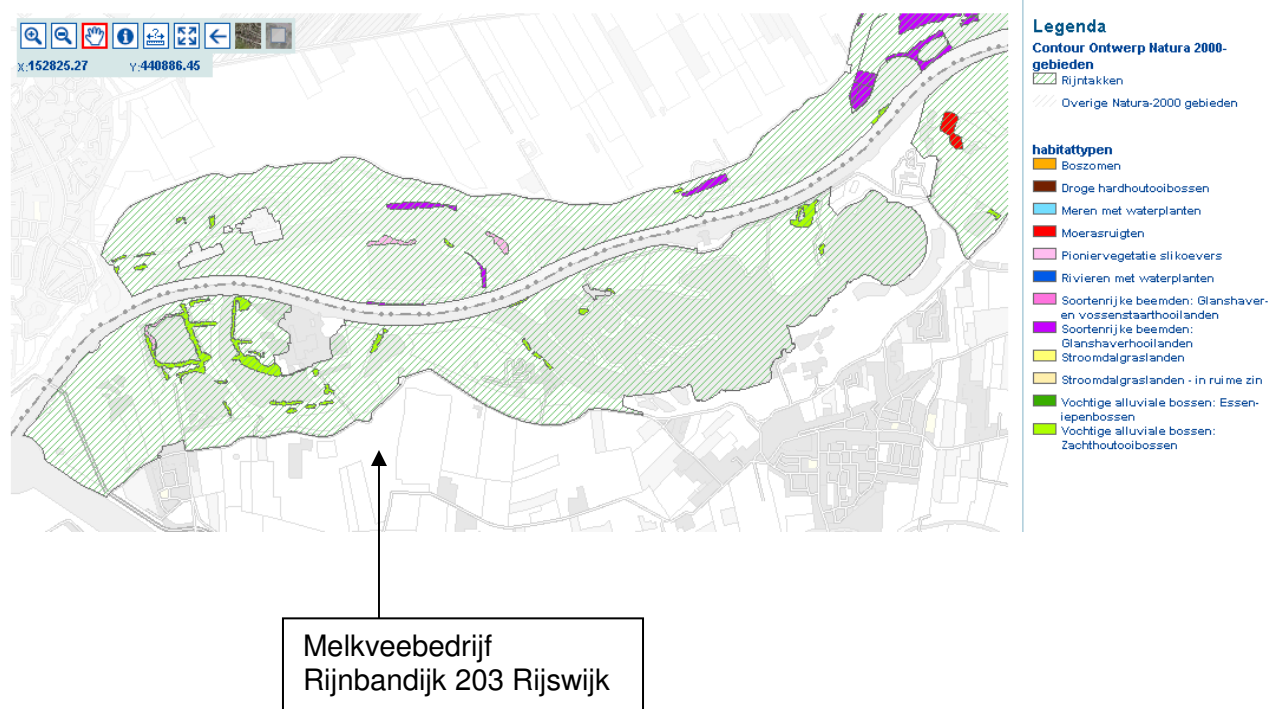 X:152825.27 Y:440886.45
Legenda
Contour Ontwerp Natura 2000-
gebieden
Rijntakken
Overige Natura-2000 gebieden
habitattypen
Boszomen
Droge hardhoutooibossen
Meren met waterplanten
Moerasruigten
Pioniervegetatie slikoevers
Rivieren met waterplanten
Soortenrijke beemden: Glanshaver-
en vossenstaarthooilanden
Soortenrijke beemden:
Glanshaverhooilanden
Stroomdalgraslanden
Stroomdalgraslanden - in ruime zin
Vochtige alluviale bossen: Essen-
iepenbossen
Vochtige alluviale bossen:
Zachthoutooibossen
Melkveebedrijf
Rijnbandijk 203 Rijswijk